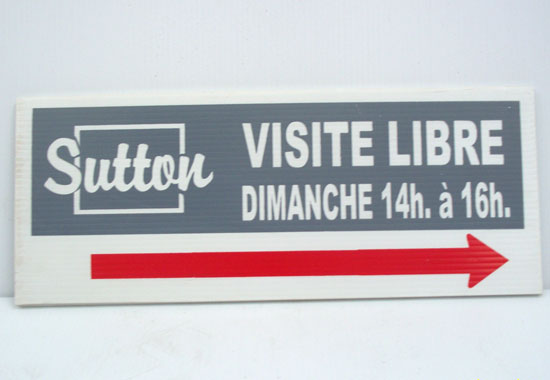 Sutton
VISITE LIBRE
DIMANCHE 14h. à 16h.